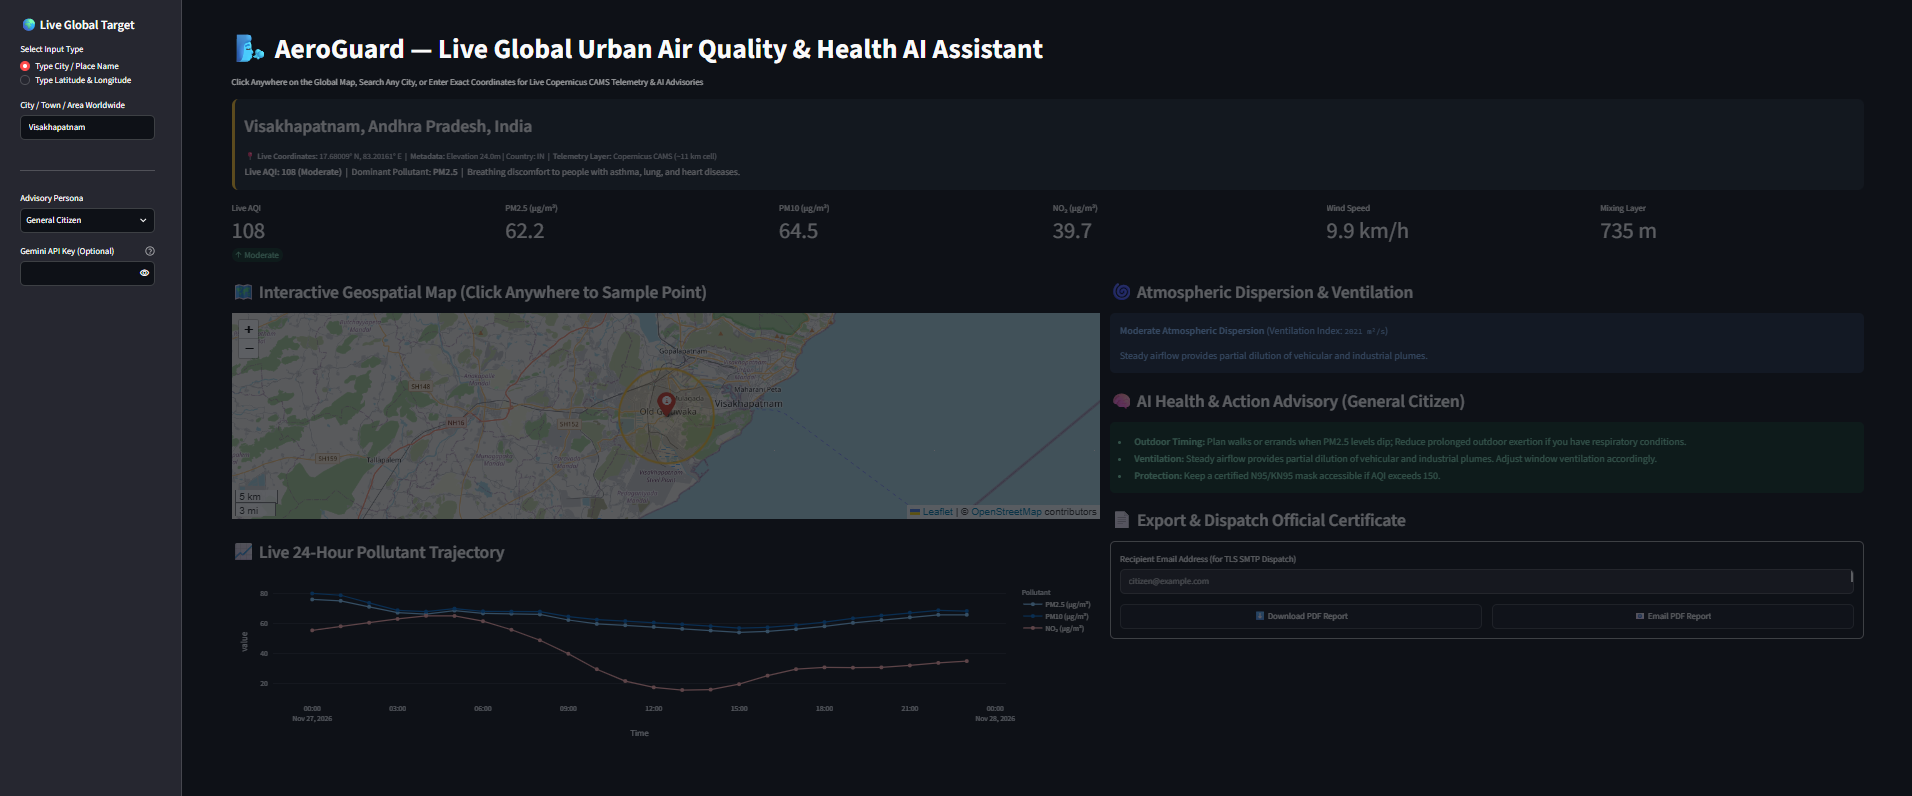 Live Global Target
Select Input Type
Type City / Place Name
Type Latitude & Longitude
City / Town / Area Worldwide
Visakhapatnam
Advisory Persona
General Citizen
Gemini API Key (Optional)
AeroGuard — Live Global Urban Air Quality & Health AI Assistant
Click Anywhere on the Global Map, Search Any City, or Enter Exact Coordinates for Live Copernicus CAMS Telemetry & AI Advisories
Visakhapatnam, Andhra Pradesh, India
Live Coordinates: 17.68009° N, 83.20161° E | Metadata: Elevation 24.0m | Country: IN | Telemetry Layer: Copernicus CAMS (~11 km cell)
Live AQI: 108 (Moderate) | Dominant Pollutant: PM2.5 | Breathing discomfort to people with asthma, lung, and heart diseases.
Live AQI
108
↑ Moderate
PM2.5 (µg/m³)
62.2
PM10 (µg/m³)
64.5
NO₂ (µg/m³)
39.7
Wind Speed
9.9 km/h
Mixing Layer
735 m
Interactive Geospatial Map (Click Anywhere to Sample Point)
+
−
Gopalapatnam
SH148
Maharani Peta
Visakhapatnam
NH16
SH152
SH159
Tallapalem
Visakhapatnam
Steel Plant
5 km
3 mi
Leaflet | © OpenStreetMap contributors
Live 24-Hour Pollutant Trajectory
Pollutant
PM2.5 (µg/m³)
PM10 (µg/m³)
NO₂ (µg/m³)
value
80
60
40
20
00:00
Nov 27, 2026
03:00
06:00
09:00
12:00
15:00
18:00
21:00
00:00
Nov 28, 2026
Time
Atmospheric Dispersion & Ventilation
Moderate Atmospheric Dispersion (Ventilation Index: 2021 m²/s)
Steady airflow provides partial dilution of vehicular and industrial plumes.
AI Health & Action Advisory (General Citizen)
• Outdoor Timing: Plan walks or errands when PM2.5 levels dip; Reduce prolonged outdoor exertion if you have respiratory conditions.
• Ventilation: Steady airflow provides partial dilution of vehicular and industrial plumes. Adjust window ventilation accordingly.
• Protection: Keep a certified N95/KN95 mask accessible if AQI exceeds 150.
Export & Dispatch Official Certificate
Recipient Email Address (for TLS SMTP Dispatch)
citizen@example.com
Download PDF Report
Email PDF Report